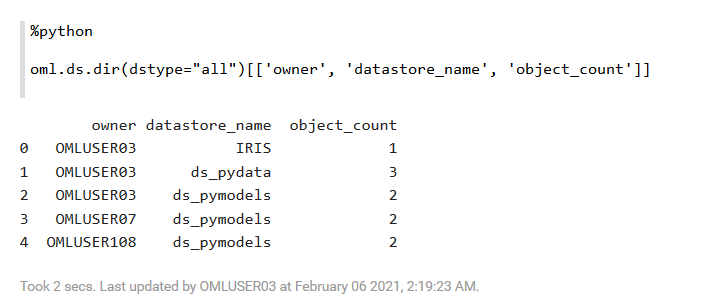 %python
oml.ds.dir(dstype="all")[['owner', 'datastore_name', 'object_count']]
owner datastore_name object_count
0 OMLUSER03 IRIS 1
1 OMLUSER03 ds_pydata 3
2 OMLUSER03 ds_pymodels 2
3 OMLUSER07 ds_pymodels 2
4 OMLUSER108 ds_pymodels 2
Took 2 secs. Last updated by OMLUSER03 at February 06 2021, 2:19:23 AM.